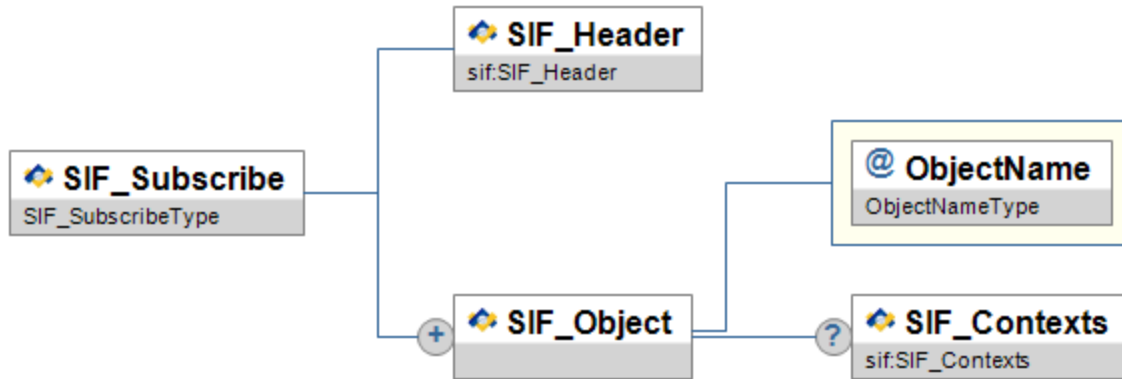 SIF_Header
sif:SIF_Header
@ ObjectName
ObjectNameType
SIF_Subscribe
SIF_SubscribeType
+
SIF_Object
?
SIF_Contexts
sif:SIF_Contexts